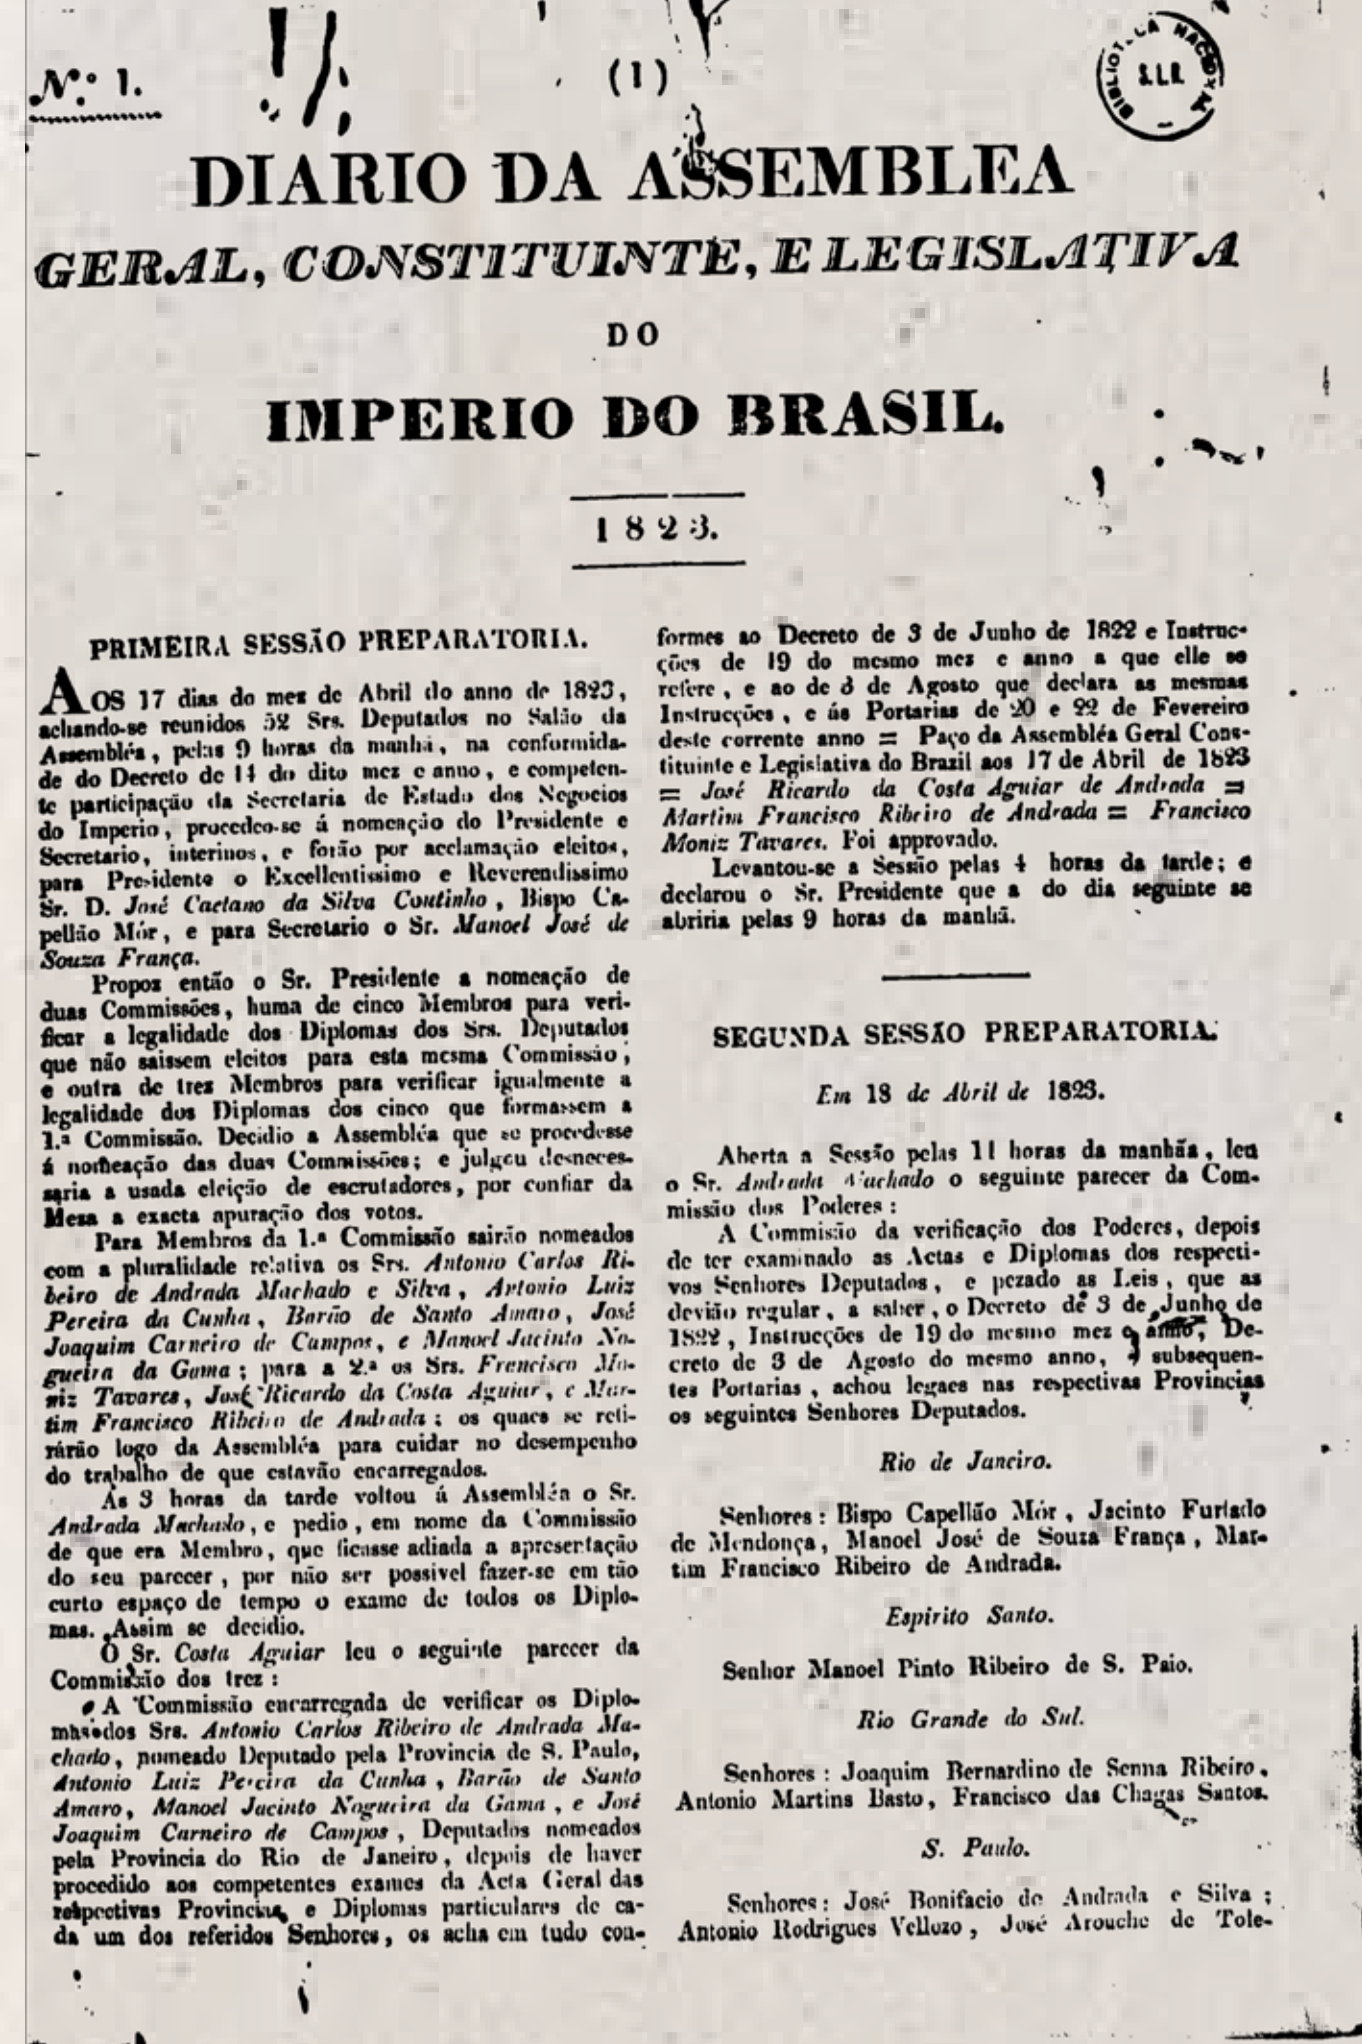 N.º 1.
(1)
BIBLIOTECA NACIONAL
S.L.R.
DIARIO DA ASSEMBLEA
GERAL, CONSTITUINTE, E LEGISLATIVA
DO
IMPERIO DO BRASIL.
1823.
PRIMEIRA SESSÃO PREPARATORIA.
AOS 17 dias do mez de Abril do anno de 1823,
achando-se reunidos 52 Srs. Deputados no Salão da
Assembléa, pelas 9 horas da manhã, na conformida-
de do Decreto de 14 do dito mez e anno, e competen-
te participação da Secretaria de Estado dos Negocios
do Imperio, procedeo-se á nomeação do Presidente e
Secretario, interinos, e forão por acclamação eleitos,
para Presidente o Excellentissimo e Reverendissimo
Sr. D. José Caetano da Silva Coutinho, Bispo Ca-
pellão Mór, e para Secretario o Sr. Manoel José de
Souza França.
Propoz então o Sr. Presidente a nomeação de
duas Commissões, huma de cinco Membros para veri-
ficar a legalidade dos Diplomas dos Srs. Deputados
que não saissem eleitos para esta mesma Commissão,
e outra de trez Membros para verificar igualmente a
legalidade dos Diplomas dos cinco que formassem a
1.ª Commissão. Decidio a Assembléa que se procedesse
á nomeação das duas Commissões; e julgou desneces-
saria a usada eleição de escrutadores, por confiar da
Meza a exacta apuração dos votos.
Para Membros da 1.ª Commissão sairão nomeados
com a pluralidade relativa os Srs. Antonio Carlos Ri-
beiro de Andrada Machado e Silva, Antonio Luiz
Pereira da Cunha, Barão de Santo Amaro, José
Joaquim Carneiro de Campos, e Manoel Jacinto No-
gueira da Gama; para a 2.ª os Srs. Francisco Mo-
niz Tavares, José Ricardo da Costa Aguiar, e Mar-
tim Francisco Ribeiro de Andrada; os quaes se reti-
rárão logo da Assembléa para cuidar no desempenho
do trabalho de que estavão encarregados.
As 3 horas da tarde voltou á Assembléa o Sr.
Andrada Machado, e pedio, em nome da Commissão
de que era Membro, que ficasse adiada a apresertação
do seu parecer, por não ser possivel fazer-se em tão
curto espaço de tempo o exame de todos os Diplo-
mas. Assim se decidio.
O Sr. Costa Aguiar leu o seguinte parecer da
Commissão dos trez:
A Commissão encarregada de verificar os Diplo-
mas dos Srs. Antonio Carlos Ribeiro de Andrada Ma-
chado, nomeado Deputado pela Provincia de S. Paulo,
Antonio Luiz Pereira da Cunha, Barão de Santo
Amaro, Manoel Jacinto Nogueira da Gama, e José
Joaquim Carneiro de Campos, Deputados nomeados
pela Provincia do Rio de Janeiro, depois de haver
procedido aos competentes exames da Acta Geral das
respectivas Provincias, e Diplomas particulares de ca-
da um dos referidos Senhores, os acha em tudo con-
formes ao Decreto de 3 de Junho de 1822 e Instruc-
ções de 19 do mesmo mez e anno a que elle se
refere, e ao de 3 de Agosto que declara as mesmas
Instrucções, e ás Portarias de 20 e 22 de Fevereiro
deste corrente anno = Paço da Assembléa Geral Cons-
tituinte e Legislativa do Brazil aos 17 de Abril de 1823
= José Ricardo da Costa Aguiar de Andrada =
Martim Francisco Ribeiro de Andrada = Francisco
Moniz Tavares. Foi approvado.
Levantou-se a Sessão pelas 4 horas da tarde; e
declarou o Sr. Presidente que a do dia seguinte se
abriria pelas 9 horas da manhã.
SEGUNDA SESSÃO PREPARATORIA.
Em 18 de Abril de 1823.
Aberta a Sessão pelas 11 horas da manhãa, leu
o Sr. Andrada Machado o seguinte parecer da Com-
missão dos Poderes:
A Commissão da verificação dos Poderes, depois
de ter examinado as Actas e Diplomas dos respecti-
vos Senhores Deputados, e pezado as Leis, que as
devião regular, a saber, o Decreto de 3 de Junho de
1822, Instrucções de 19 do mesmo mez e anno, De-
creto de 3 de Agosto do mesmo anno, e subsequen-
tes Portarias, achou legaes nas respectivas Provincias
os seguintes Senhores Deputados.
Rio de Janeiro.
Senhores: Bispo Capellão Mór, Jacinto Furtado
de Mendonça, Manoel José de Souza França, Mar-
tim Francisco Ribeiro de Andrada.
Espirito Santo.
Senhor Manoel Pinto Ribeiro de S. Paio.
Rio Grande do Sul.
Senhores: Joaquim Bernardino de Senna Ribeiro,
Antonio Martins Basto, Francisco das Chagas Santos.
S. Paulo.
Senhores: José Bonifacio de Andrada e Silva;
Antonio Rodrigues Vellozo, José Arouche de Tole-